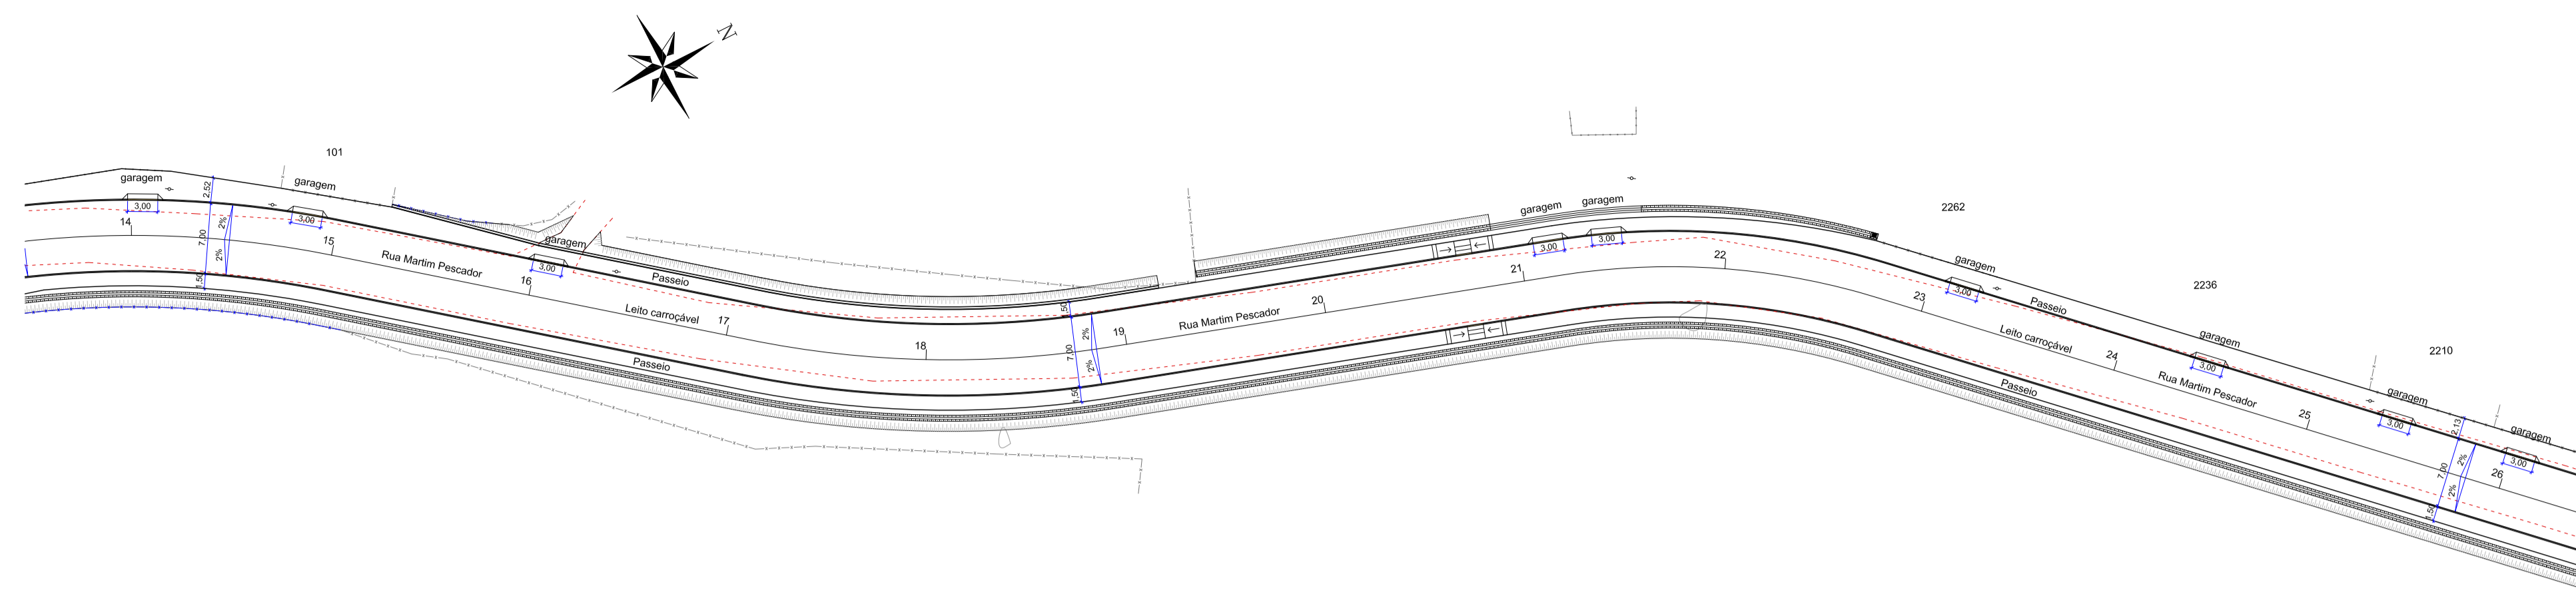 N
101
garagem
garagem
2,52
3,00
3,00
14
2%
7,00
2%
15
Rua Martim Pescador
garagem
3,00
16
Passeio
Leito carroçável
17
Passeio
18
7,00
2%
2%
19
1,50
Rua Martim Pescador
20
21
garagem
garagem
3,00
3,00
22
2262
garagem
3,00
23
Passeio
Leito carroçável
Passeio
2236
garagem
3,00
24
Rua Martim Pescador
25
2210
garagem
3,00
2,13
7,00
2%
2%
1,50
garagem
3,00
26